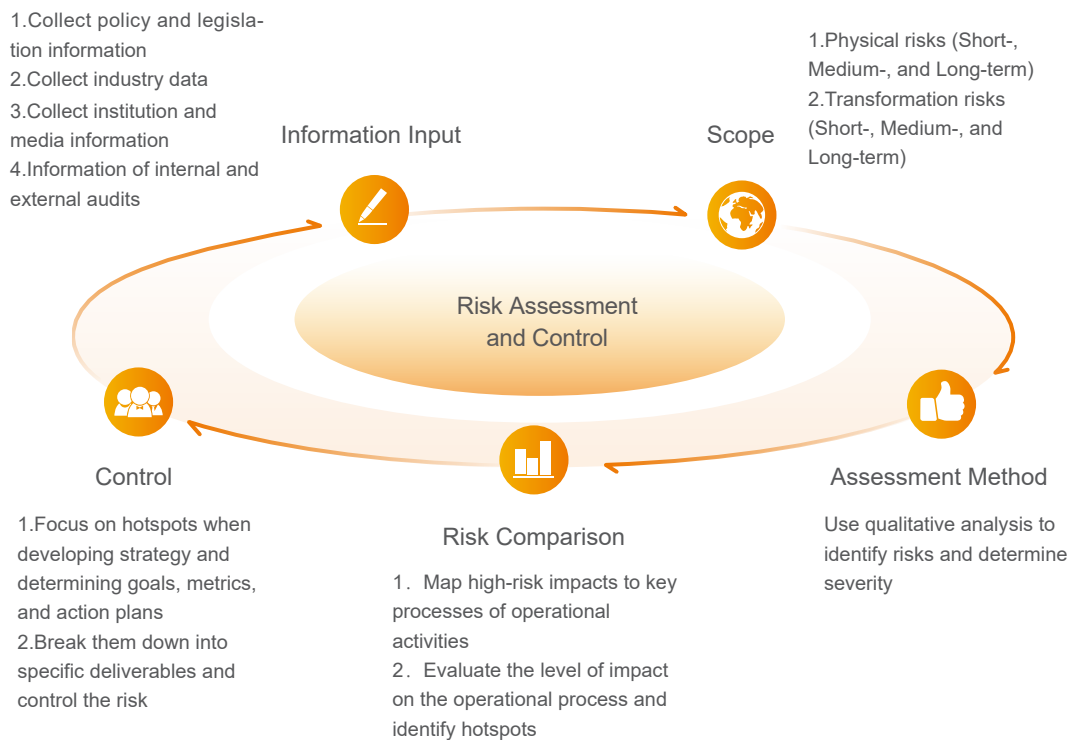 1.Collect policy and legisla-
tion information
2.Collect industry data
3.Collect institution and
media information
4.Information of internal and
external audits
Information Input
Scope
1.Physical risks (Short-,
Medium-, and Long-term)
2.Transformation risks
(Short-, Medium-, and
Long-term)
Risk Assessment
and Control
Control
1.Focus on hotspots when
developing strategy and
determining goals, metrics,
and action plans
2.Break them down into
specific deliverables and
control the risk
Risk Comparison
1. Map high-risk impacts to key
processes of operational
activities
2. Evaluate the level of impact
on the operational process and
identify hotspots
Assessment Method
Use qualitative analysis to
identify risks and determine
severity